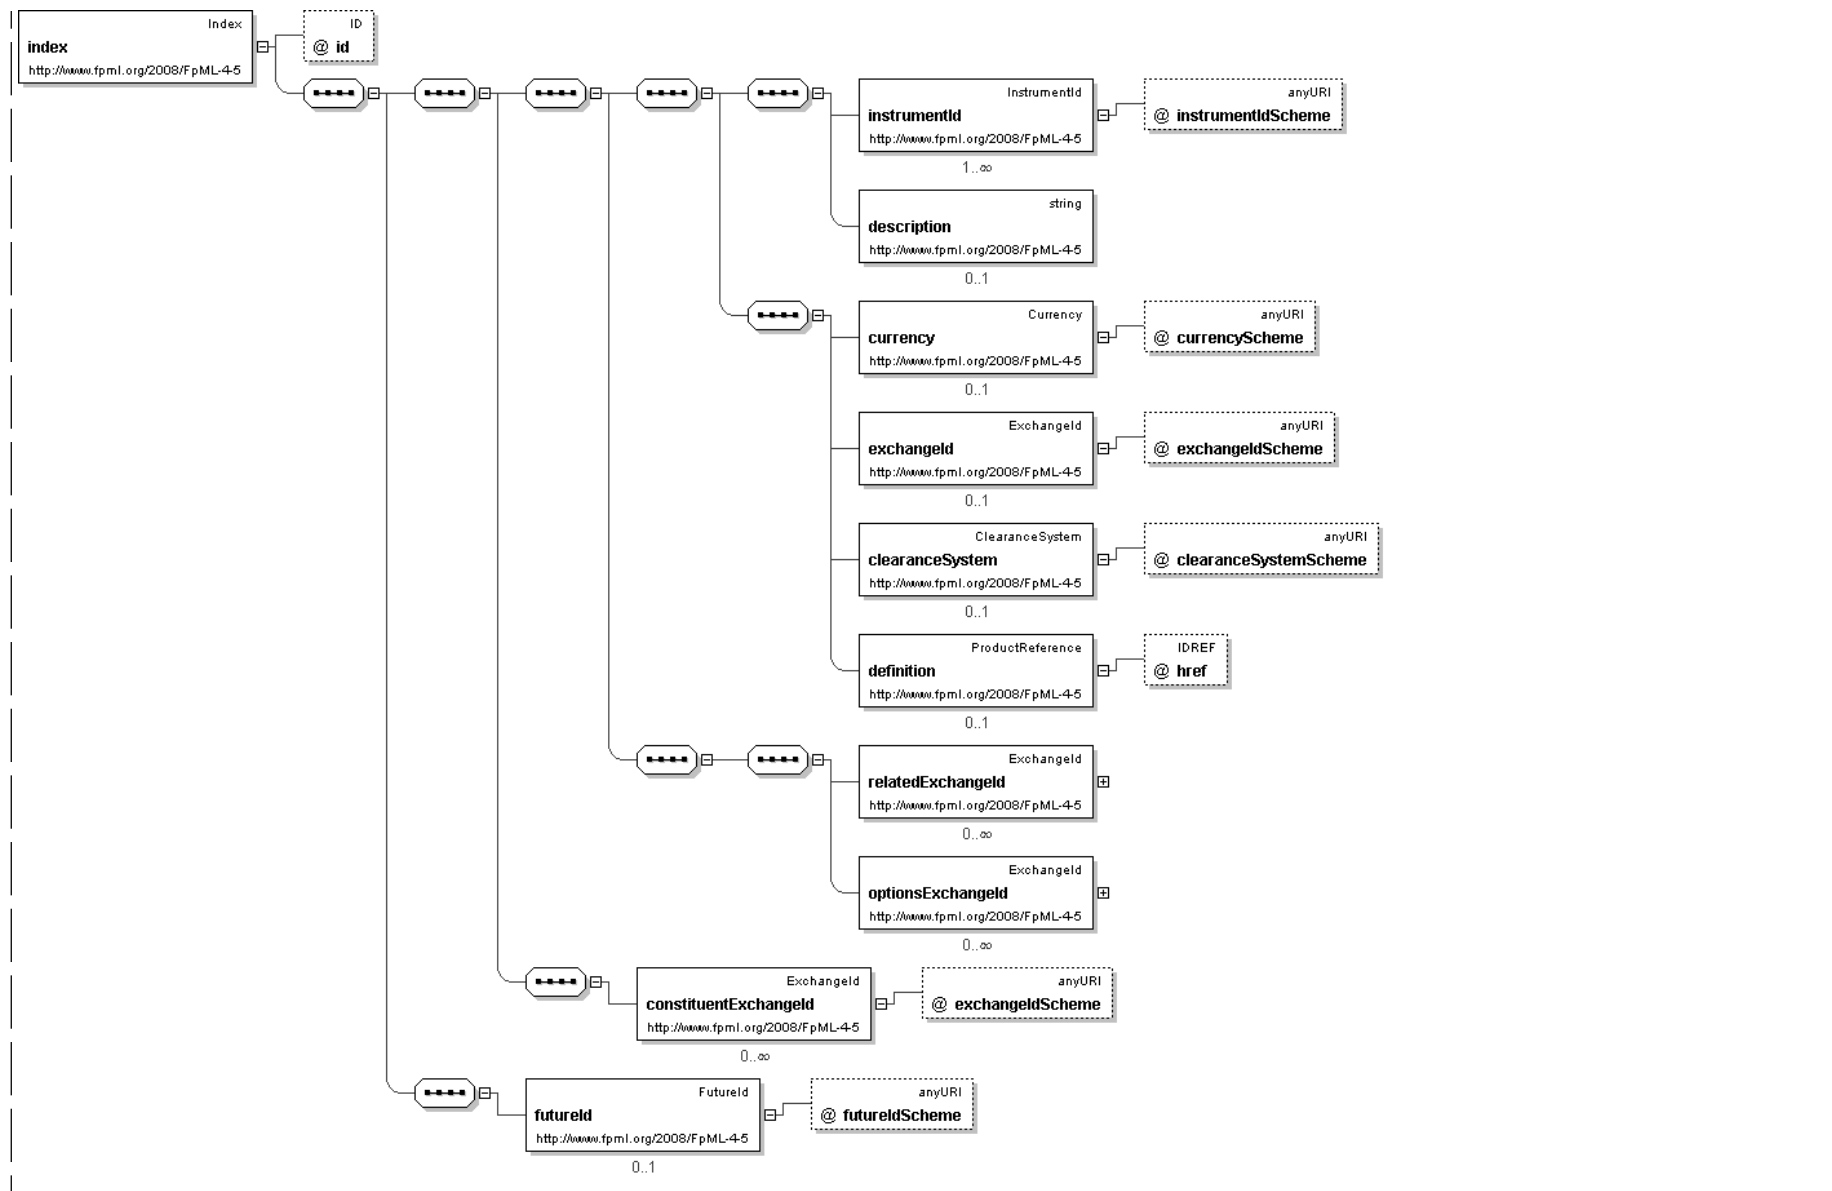 Index
index
http://www.fpml.org/2008/FpML-4-5
ID
@ id
InstrumentId
instrumentId
http://www.fpml.org/2008/FpML-4-5
1..∞
anyURI
@ instrumentIdScheme
string
description
http://www.fpml.org/2008/FpML-4-5
0..1
Currency
currency
http://www.fpml.org/2008/FpML-4-5
0..1
anyURI
@ currencyScheme
ExchangeId
exchangeId
http://www.fpml.org/2008/FpML-4-5
0..1
anyURI
@ exchangeIdScheme
ClearanceSystem
clearanceSystem
http://www.fpml.org/2008/FpML-4-5
0..1
anyURI
@ clearanceSystemScheme
ProductReference
definition
http://www.fpml.org/2008/FpML-4-5
0..1
IDREF
@ href
ExchangeId
relatedExchangeId
http://www.fpml.org/2008/FpML-4-5
0..∞
ExchangeId
optionsExchangeId
http://www.fpml.org/2008/FpML-4-5
0..∞
ExchangeId
constituentExchangeId
http://www.fpml.org/2008/FpML-4-5
0..∞
anyURI
@ exchangeIdScheme
FutureId
futureId
http://www.fpml.org/2008/FpML-4-5
0..1
anyURI
@ futureIdScheme